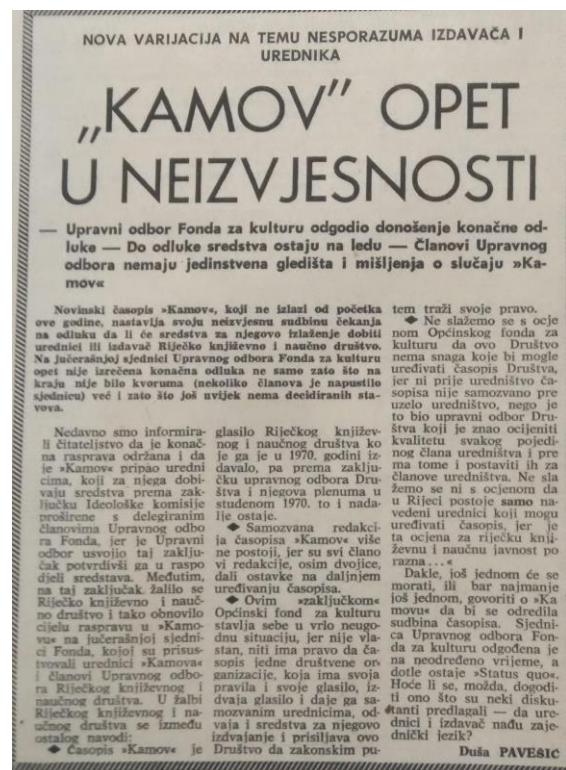 NOVA VARIJACIJA NA TEMU NESPORAZUMA IZDAVAČA I
UREDNIKA
„KAMOV” OPET
U NEIZVJESNOSTI
— Upravni odbor Fonda za kulturu odgodio donošenje konačne od-
luke — Do odluke sredstva ostaju na ledu — Članovi Upravnog
odbora nemaju jedinstvena gledišta i mišljenja o slučaju »Ka-
mov«
Novinski časopis »Kamov«, koji ne izlazi od početka
ove godine, nastavlja svoju neizvjesnu sudbinu čekanja
na odluku da li će sredstva za njegovo izlaženje dobiti
urednici ili izdavač Riječko književno i naučno društvo.
Na jučerašnjoj sjednici Upravnog odbora Fonda za kulturu
opet nije izrečena konačna odluka ne samo zato što na
kraju nije bilo kvoruma (nekoliko članova je napustilo
sjednicu) već i zato što još uvijek nema decidiranih sta-
vova.
Nedavno smo informira-
li čitateljstvo da je konač-
na rasprava održana i da
je »Kamov« pripao uredni
cima, koji za njega dobi-
vaju sredstva prema zak-
ljučku Ideološke komisije
proširene s delegiranim
članovima Upravnog odbo
ra Fonda, jer je Upravni
odbor usvojio taj zaklju-
čak potvrdivši ga u raspo
djeli sredstava. Međutim,
na taj zaključak žalilo se
Riječko književno i nauč-
no društvo i tako obnovilo
cijelu raspravu u »Kamo-
vu« na jučerašnjoj sjedni-
ci Fonda, kojoj su prisus-
tvovali urednici »Kamova«
i članovi Upravnog odbo-
ra Riječkog književnog i
naučnog društva. U žalbi
Riječkog književnog i na-
učnog društva se između
ostalog navodi:
◆ Časopis »Kamov« je
glasilo Riječkog književ-
nog i naučnog društva ko
je ga je u 1970. godini iz-
davalo, pa prema zaklju-
čku upravnog odbora Dru-
štva i njegova plenuma u
studenom 1970. to i nada-
lje ostaje.
◆ Samozvana redakci-
ja časopisa »Kamov« više
ne postoji, jer su svi člano
vi redakcije, osim dvojice,
dali ostavke na daljnjem
uređivanju časopisa.
◆ Ovim »zaključkom«
Općinski fond za kulturu
stavlja sebe u vrlo neugo-
dnu situaciju, jer nije vla-
stan, niti ima pravo da ča-
sopis jedne društvene or-
ganizacije, koja ima svoja
pravila i svoje glasilo, iz-
dvaja glasilo i daje ga sa-
mozvanim urednicima, od-
vaja i sredstva za njegovo
izdvajanje i prisiljava ovo
Društvo da zakonskim pu-
tem traži svoje pravo.
◆ Ne slažemo se s ocje
nom Općinskog fonda za
kulturu da ovo Društvo
nema snaga koje bi mogle
uređivati časopis Društva,
jer ni prije uredništvo ča-
sopisa nije samozvano pre
uzelo uredništvo, nego je
to bio upravni odbor Dru-
štva koji je znao ocijeniti
kvalitetu svakog pojedi-
nog člana uredništva i pre
ma tome i postaviti ih za
članove uredništva. Ne sla
žemo se ni s ocjenom da
u Rijeci postoje samo na-
vedeni urednici koji mogu
uređivati časopis, jer je
ta ocjena za riječku knji-
ževnu i naučnu javnost po
razna...«
Dakle, još jednom će se
morati, ili bar najmanje
još jednom, govoriti o »Ka
movu« da bi se odredila
sudbina časopisa. Sjedni-
ca Upravnog odbora Fon-
da za kulturu odgođena je
na neodređeno vrijeme, a
dotle ostaje »Status quo«.
Hoće li se, možda, dogodi-
ti ono što su neki disku-
tanti predlagali — da ure-
dnici i izdavač nađu zaje-
dnički jezik?
Duša PAVEŠIĆ